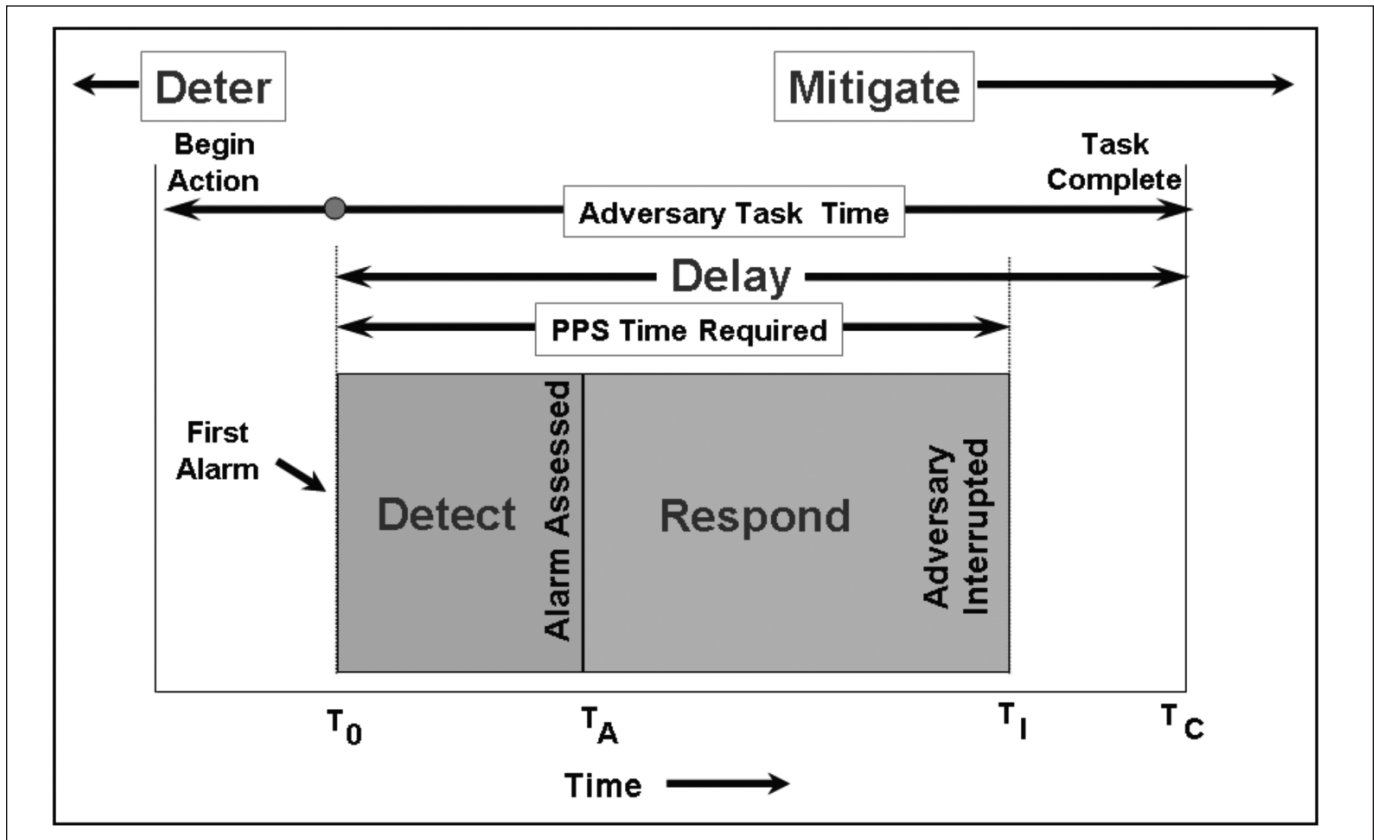 Deter
Mitigate
Begin
Action
Task
Complete
Adversary Task Time
Delay
PPS Time Required
First
Alarm
Detect
Alarm Assessed
Respond
Adversary
Interrupted
T0
TA
TI
TC
Time